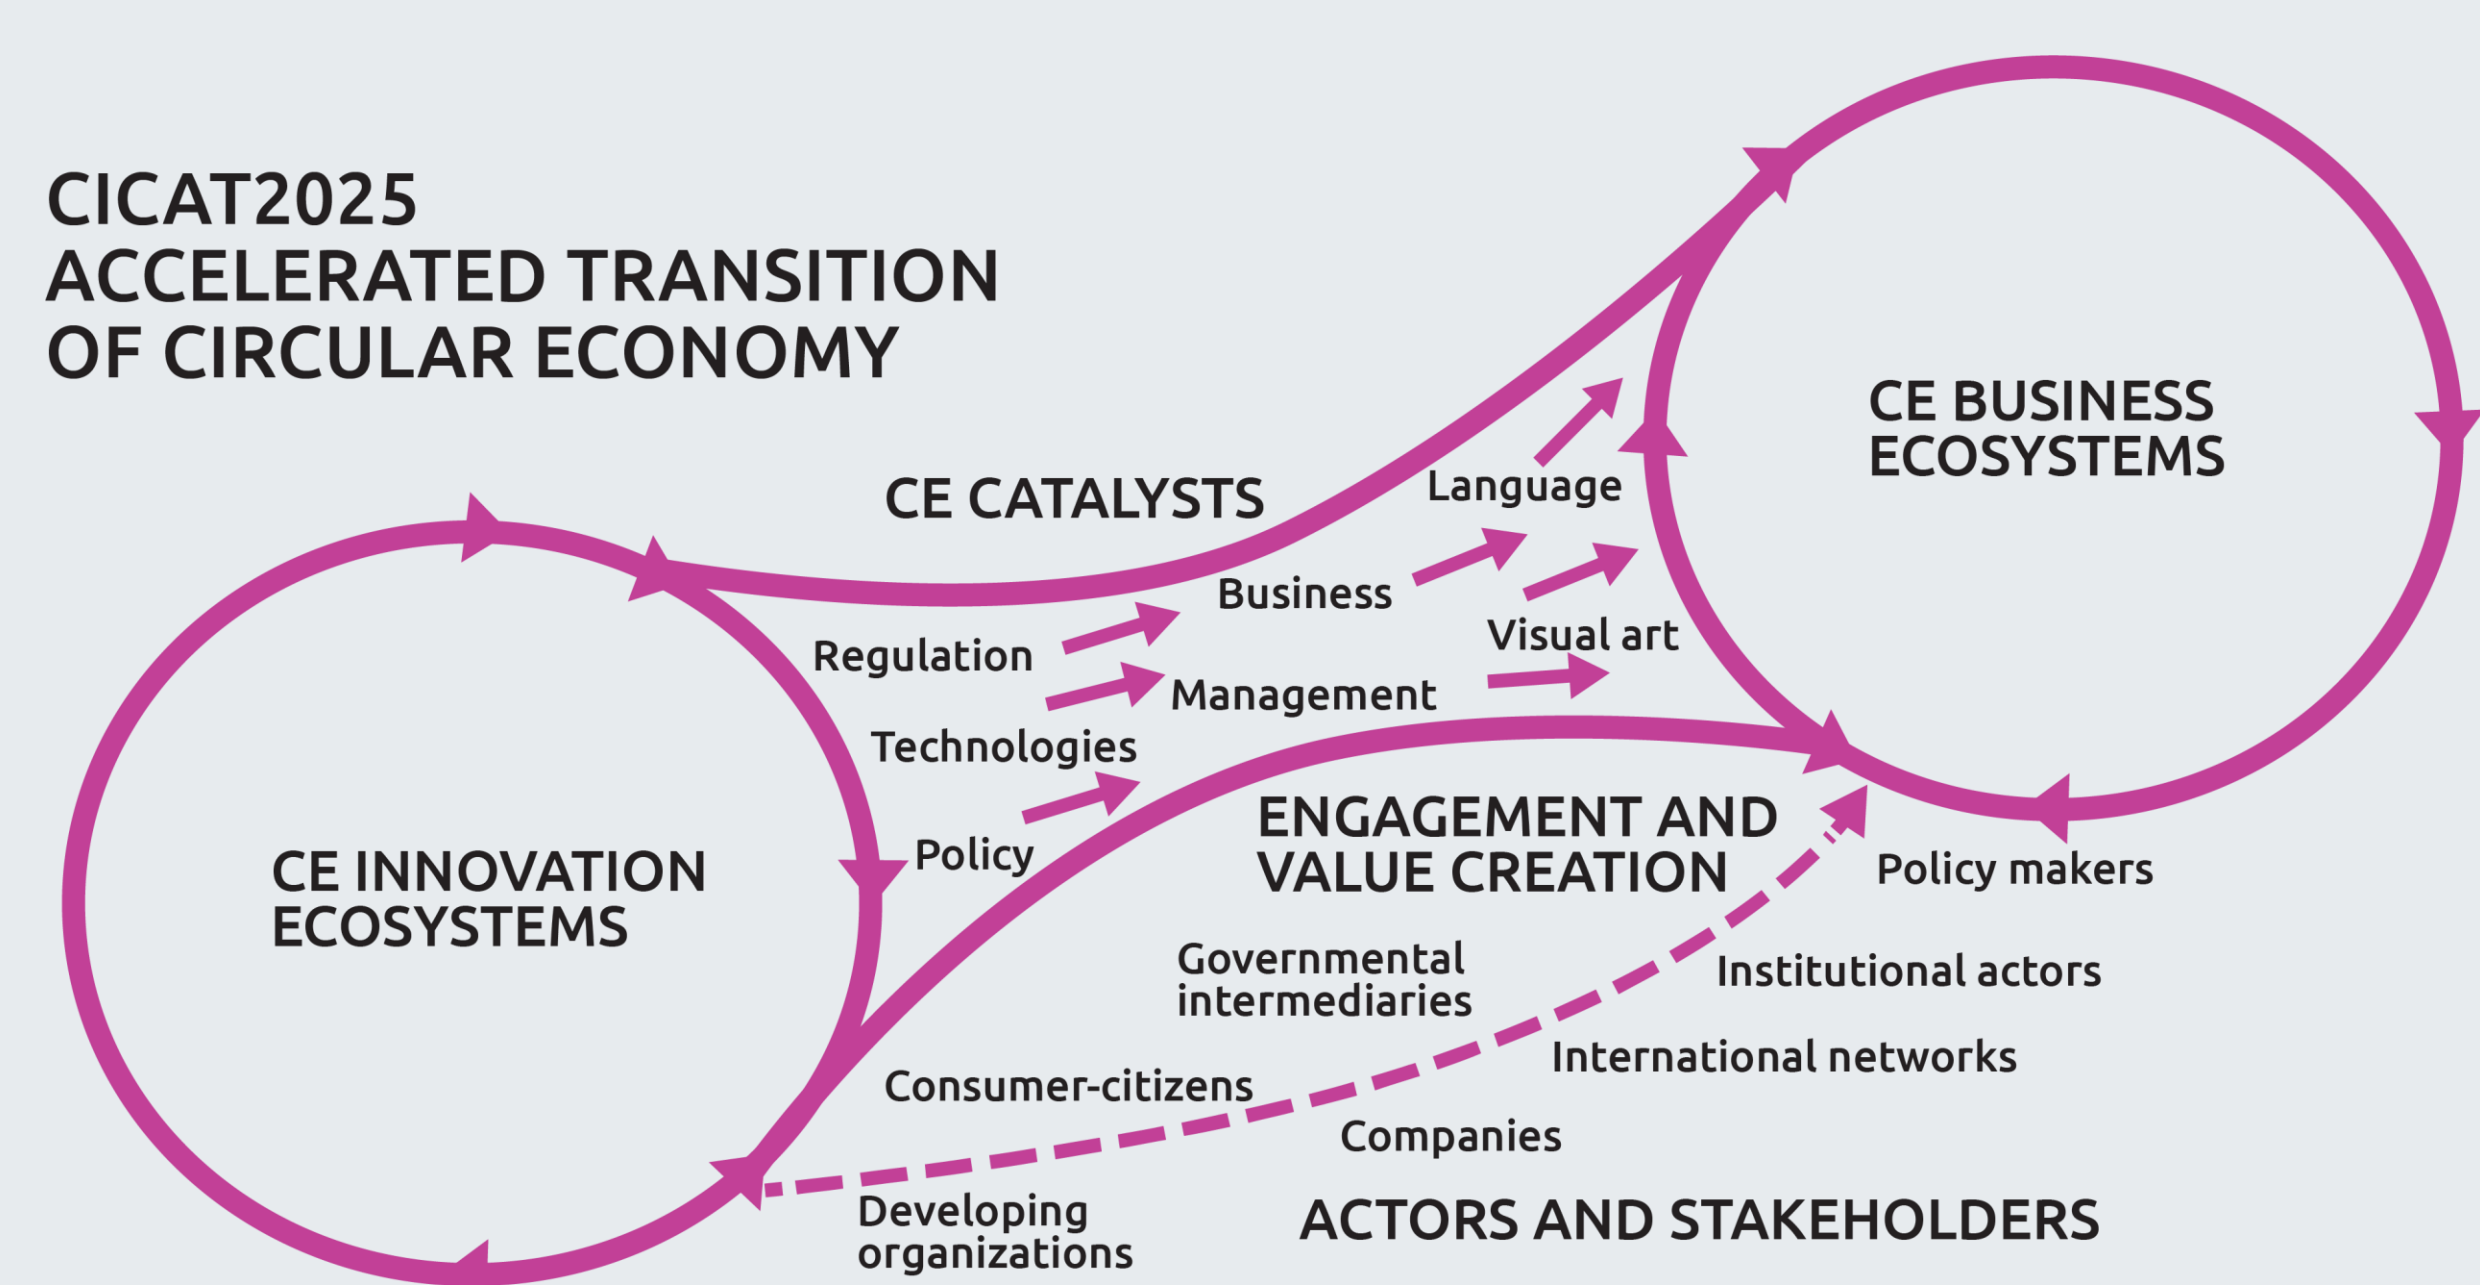 CICAT2025
ACCELERATED TRANSITION
OF CIRCULAR ECONOMY
CE BUSINESS
ECOSYSTEMS
CE CATALYSTS
Language
Business
Visual art
Regulation
Management
Technologies
Policy
CE INNOVATION
ECOSYSTEMS
ENGAGEMENT AND
VALUE CREATION
Policy makers
Governmental
intermediaries
Institutional actors
International networks
Consumer-citizens
Companies
Developing
organizations
ACTORS AND STAKEHOLDERS